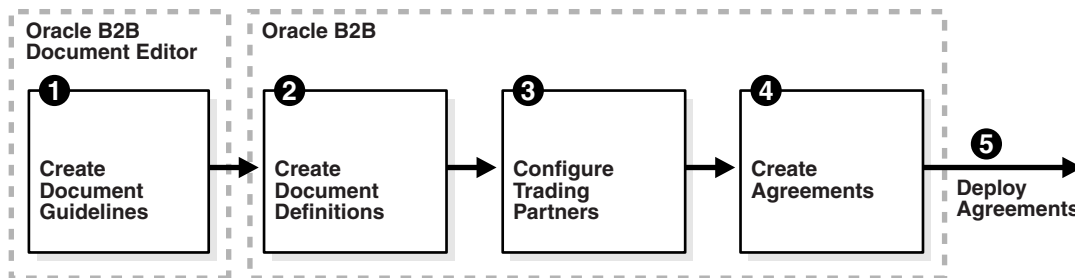 Oracle B2B
Document Editor
Oracle B2B
1
Create
Document
Guidelines
2
Create
Document
Definitions
3
Configure
Trading
Partners
4
Create
Agreements
5
Deploy
Agreements